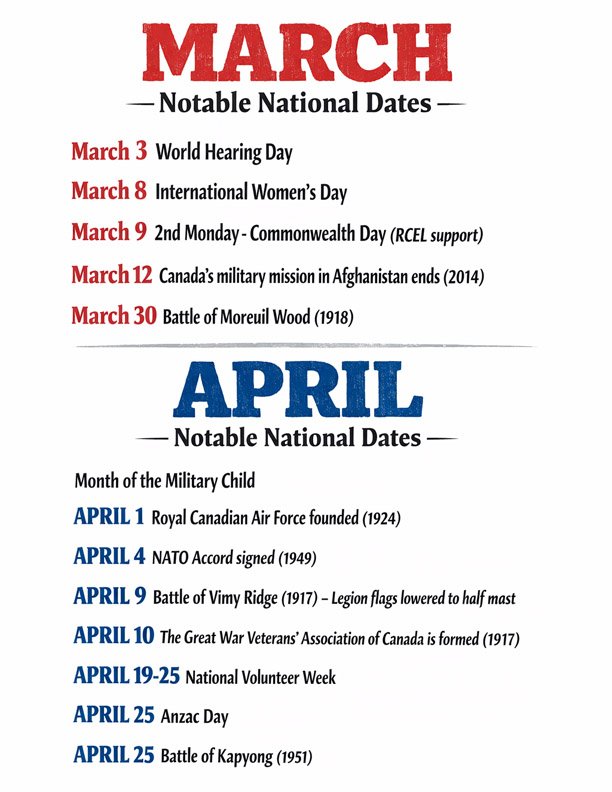 MARCH
Notable National Dates
March 3 World Hearing Day
March 8 International Women's Day
March 9 2nd Monday - Commonwealth Day (RCEL support)
March 12 Canada's military mission in Afghanistan ends (2014)
March 30 Battle of Moreuil Wood (1918)
APRIL
Notable National Dates
Month of the Military Child
APRIL 1 Royal Canadian Air Force founded (1924)
APRIL 4 NATO Accord signed (1949)
APRIL 9 Battle of Vimy Ridge (1917) – Legion flags lowered to half mast
APRIL 10 The Great War Veterans' Association of Canada is formed (1917)
APRIL 19-25 National Volunteer Week
APRIL 25 Anzac Day
APRIL 25 Battle of Kapyong (1951)